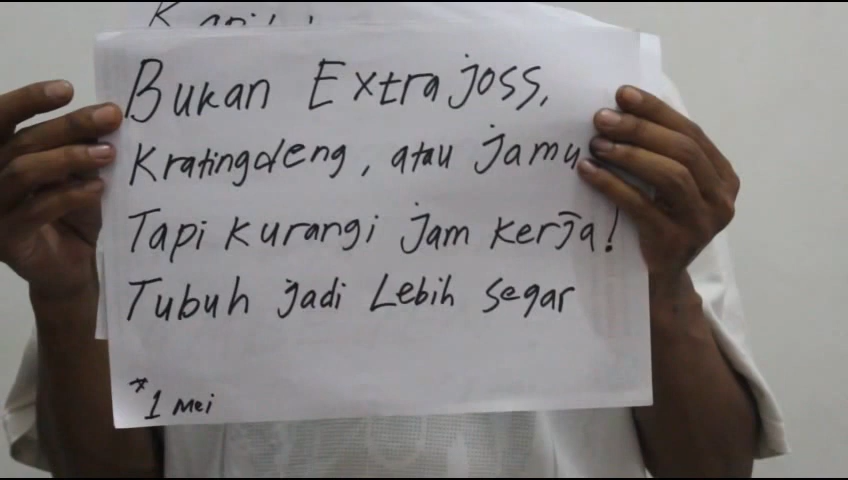 Bukan Extrajoss,
Kratingdeng, atau jamu
Tapi kurangi jam kerja!
Tubuh jadi Lebih segar
*1 Mei